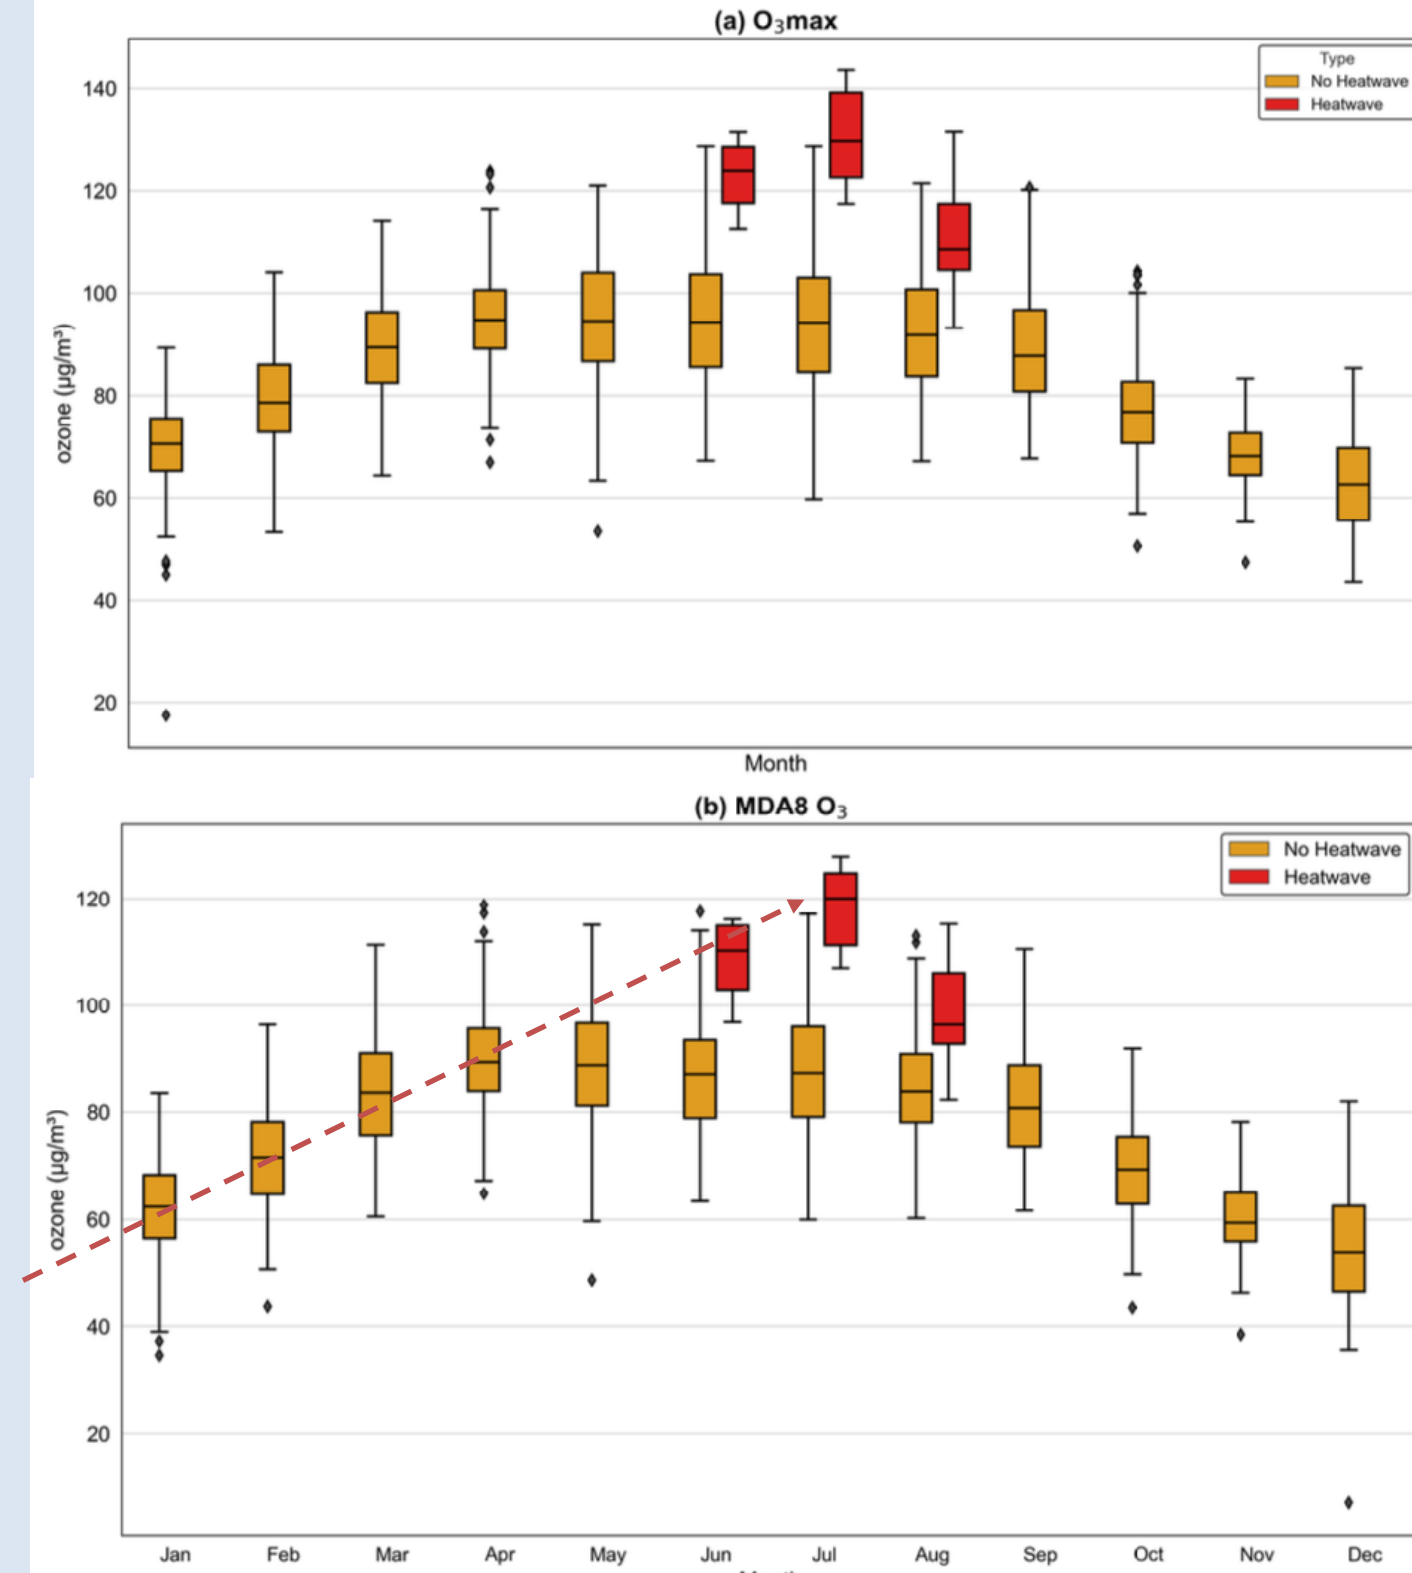 (a) O₃max
Type
No Heatwave
Heatwave
140
120
100
80
60
40
20
ozone (µg/m³)
Month
(b) MDA8 O₃
No Heatwave
Heatwave
120
100
80
60
40
20
ozone (µg/m³)
Jan Feb Mar Apr May Jun Jul Aug Sep Oct Nov Dec